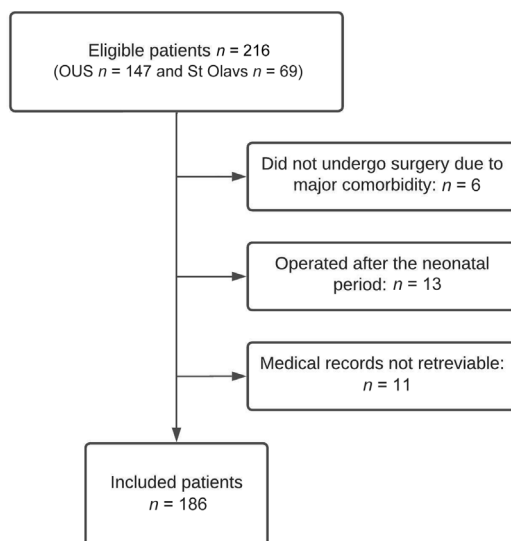 Eligible patients n = 216
(OUS n = 147 and St Olavs n = 69)
Did not undergo surgery due to
major comorbidity: n = 6
Operated after the neonatal
period: n = 13
Medical records not retreviable:
n = 11
Included patients
n = 186